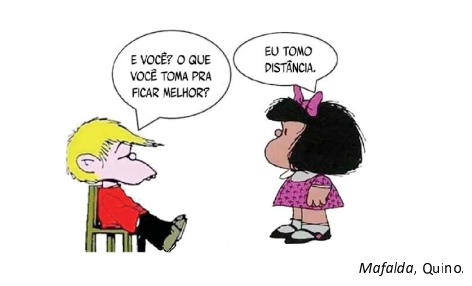 E VOCÊ? O QUE
VOCÊ TOMA PRA
FICAR MELHOR?
EU TOMO
DISTÂNCIA.
Mafalda, Quino.